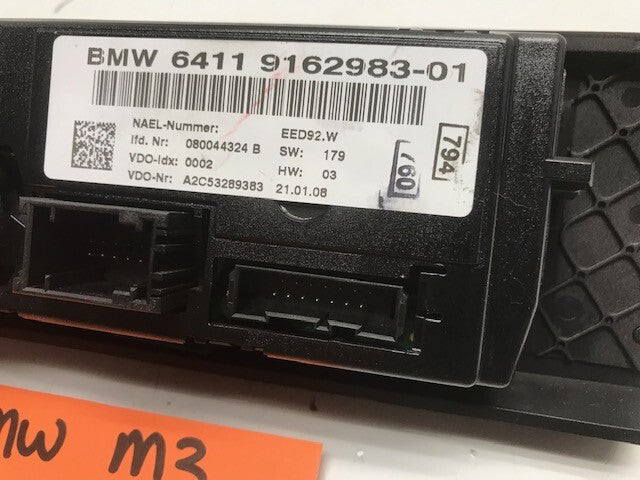 BMW 6411 9162983-01
NAEL-Nummer: EED92.W
lfd. Nr: 080044324 B SW: 179
VDO-Idx: 0002 HW: 03
VDO-Nr: A2C53289383 21.01.08
760
794
M3